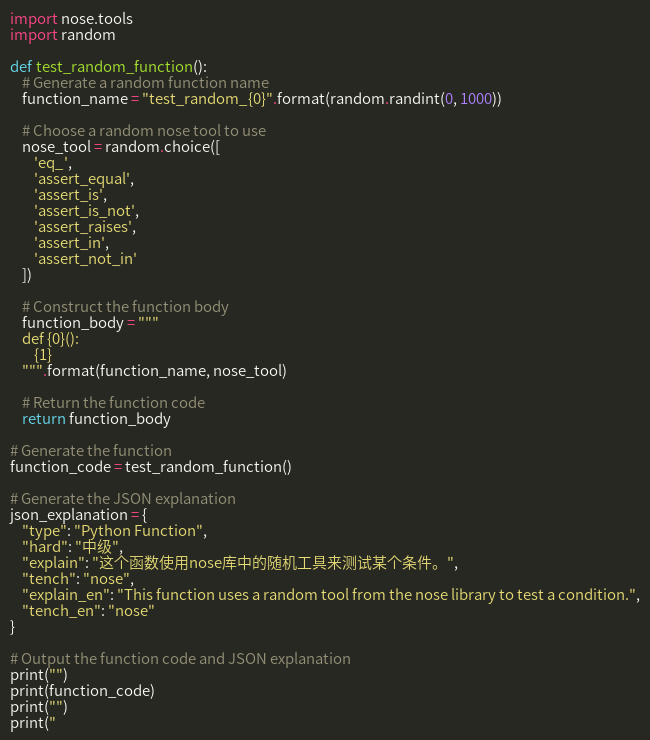 import nose.tools
import random

def test_random_function():
    # Generate a random function name
    function_name = "test_random_{0}".format(random.randint(0, 1000))

    # Choose a random nose tool to use
    nose_tool = random.choice([
        'eq_',
        'assert_equal',
        'assert_is',
        'assert_is_not',
        'assert_raises',
        'assert_in',
        'assert_not_in'
    ])

    # Construct the function body
    function_body = """
    def {0}():
        {1}
    """.format(function_name, nose_tool)

    # Return the function code
    return function_body

# Generate the function
function_code = test_random_function()

# Generate the JSON explanation
json_explanation = {
    "type": "Python Function",
    "hard": "中级",
    "explain": "这个函数使用nose库中的随机工具来测试某个条件。",
    "tench": "nose",
    "explain_en": "This function uses a random tool from the nose library to test a condition.",
    "tench_en": "nose"
}

# Output the function code and JSON explanation
print("")
print(function_code)
print("")
print("